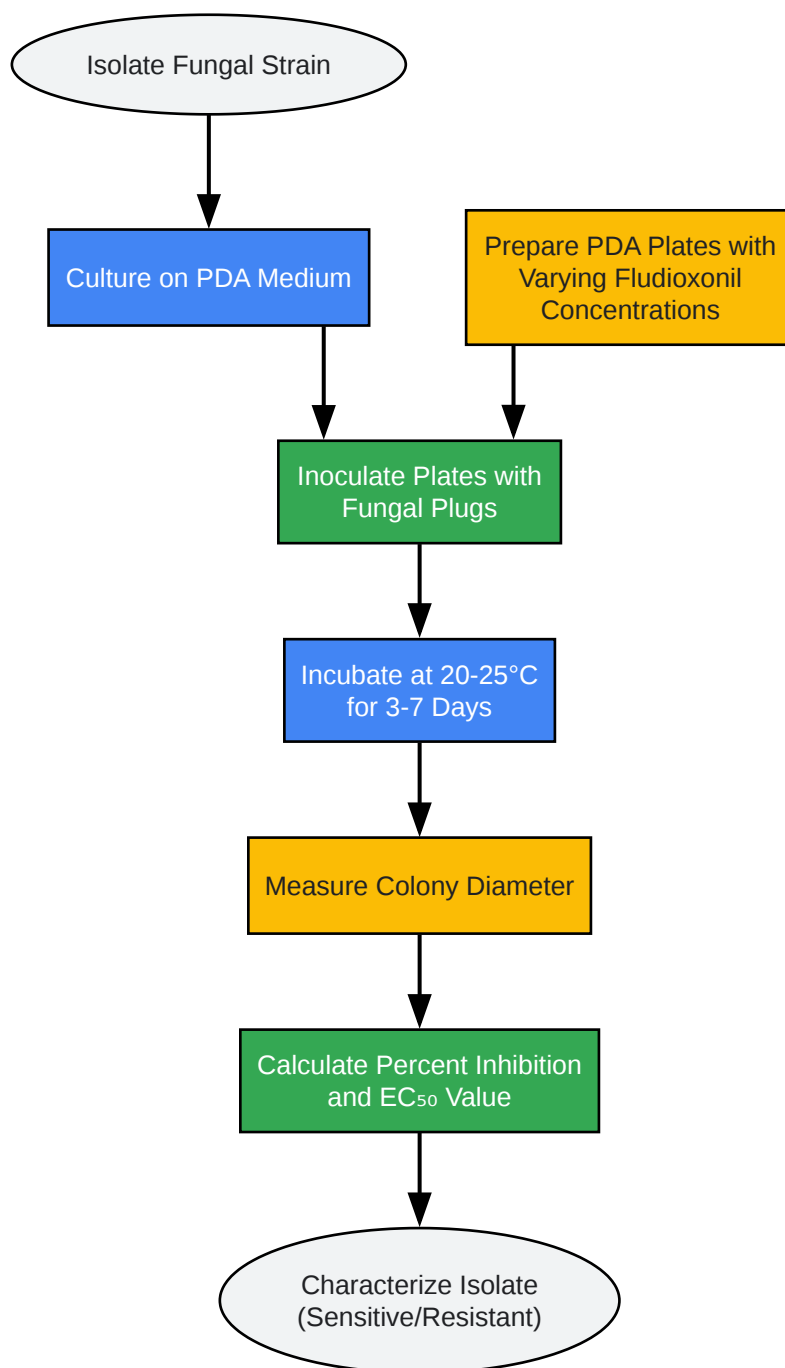 Isolate Fungal Strain
Culture on PDA Medium
Prepare PDA Plates with
Varying Fludioxonil
Concentrations
Inoculate Plates with
Fungal Plugs
Incubate at 20-25°C
for 3-7 Days
Measure Colony Diameter
Calculate Percent Inhibition
and EC₅₀ Value
Characterize Isolate
(Sensitive/Resistant)